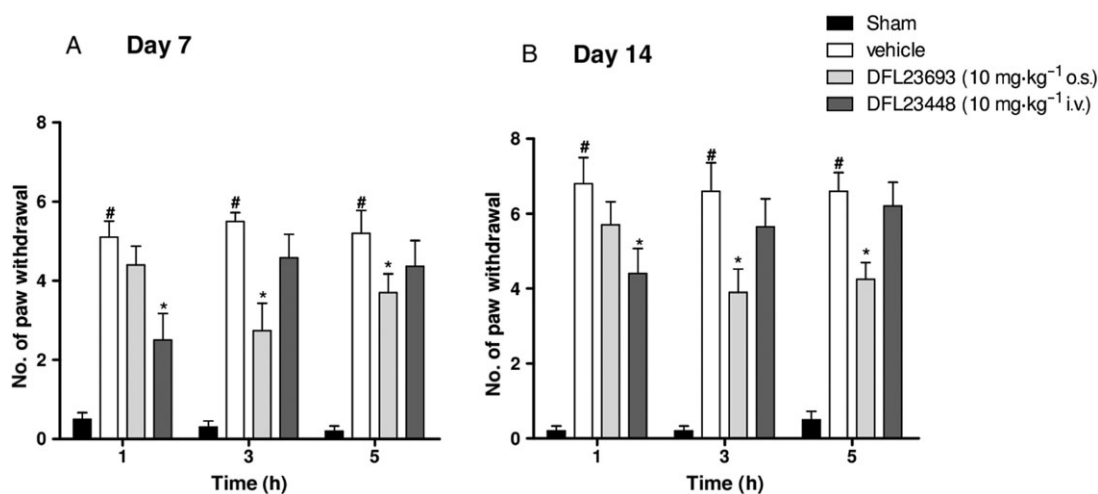 A Day 7
B Day 14
Sham
vehicle
DFL23693 (10 mg·kg⁻¹ o.s.)
DFL23448 (10 mg·kg⁻¹ i.v.)
No. of paw withdrawal
8
6
4
2
0
#
#
#
*
*
*
1 3 5
Time (h)
No. of paw withdrawal
8
6
4
2
0
#
#
#
*
*
*
1 3 5
Time (h)